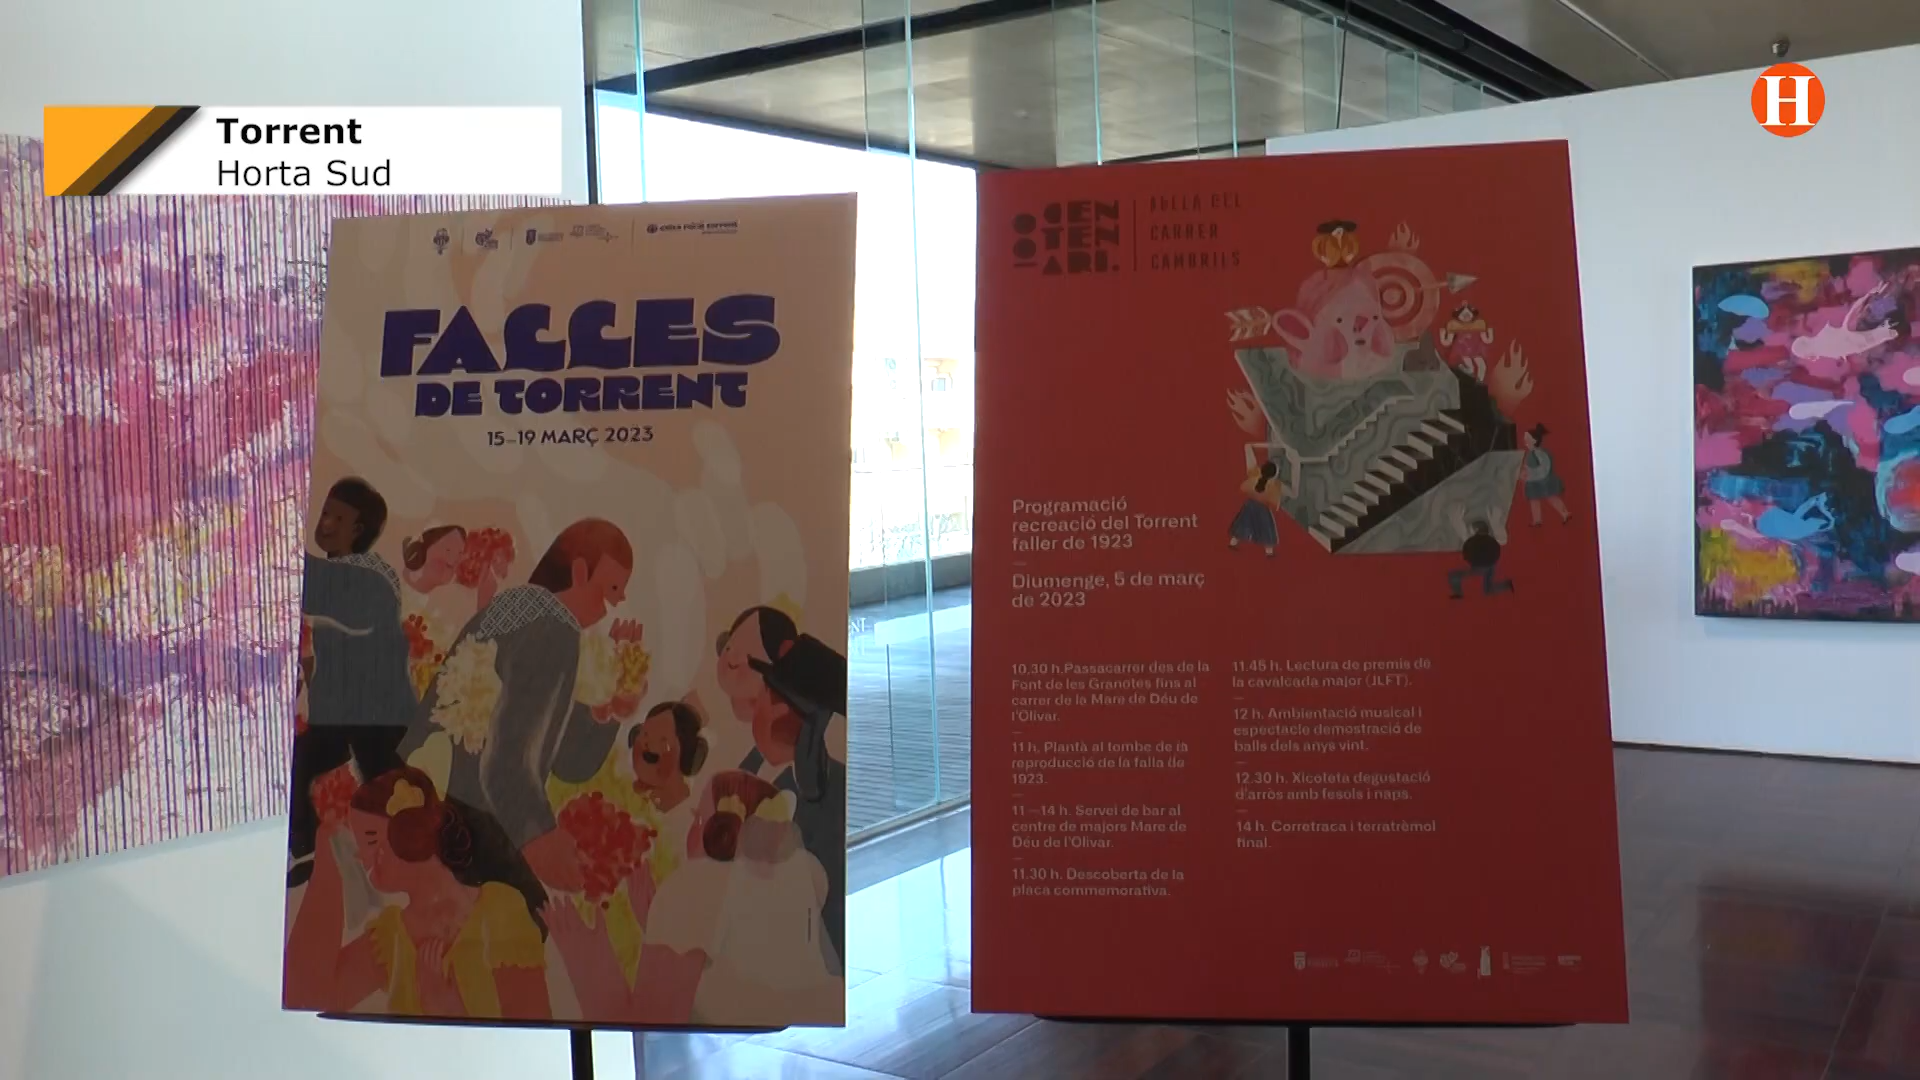 Torrent
Horta Sud
H
FALLES
DE TORRENT
15–19 MARÇ 2023
CEN
TEN
ARI.
FALLA DEL
CARRER
CAMBRILS
Programació
recreació del Torrent
faller de 1923
Diumenge, 5 de març
de 2023
10.30 h.Passacarrer des de la
Font de les Granotes fins al
carrer de la Mare de Déu de
l'Olivar.
11 h. Plantà al tombe de la
reproducció de la falla de
1923.
11 – 14 h. Servei de bar al
centre de majors Mare de
Déu de l'Olivar.
11.30 h. Descoberta de la
placa commemorativa.
11.45 h. Lectura de premis de
la cavalcada major (JLFT).
12 h. Ambientació musical i
espectacle demostració de
balls dels anys vint.
12.30 h. Xicoteta degustació
d'arròs amb fesols i naps.
14 h. Corretraca i terratrèmol
final.